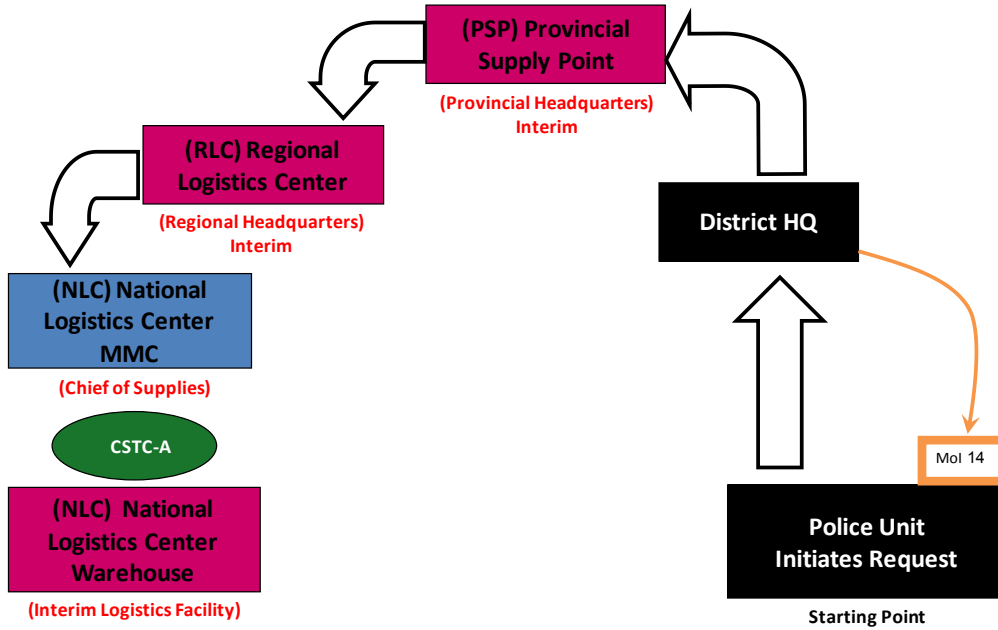 (PSP) Provincial
Supply Point
(Provincial Headquarters)
Interim
(RLC) Regional
Logistics Center
(Regional Headquarters)
Interim
District HQ
(NLC) National
Logistics Center
MMC
(Chief of Supplies)
CSTC-A
MoI 14
(NLC) National
Logistics Center
Warehouse
(Interim Logistics Facility)
Police Unit
Initiates Request
Starting Point